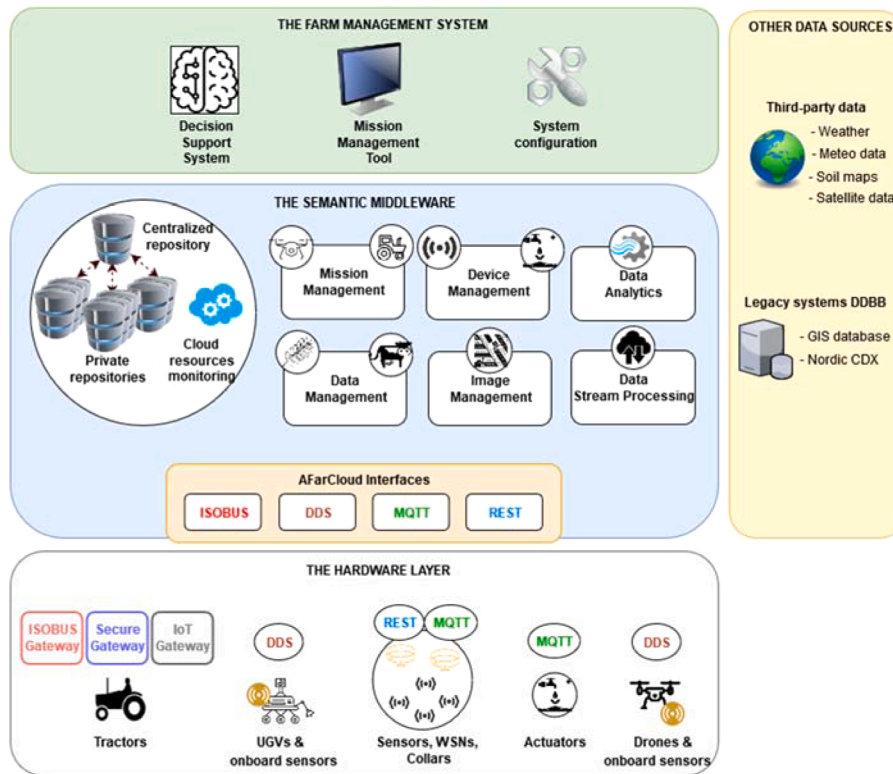 THE FARM MANAGEMENT SYSTEM
Decision
Support
System
Mission
Management
Tool
System
configuration
OTHER DATA SOURCES
Third-party data
- Weather
- Meteo data
- Soil maps
- Satellite data
Legacy systems DDBB
- GIS database
- Nordic CDX
THE SEMANTIC MIDDLEWARE
Centralized
repository
Private
repositories
Cloud
resources
monitoring
Mission
Management
Device
Management
Data
Analytics
Data
Management
Image
Management
Data
Stream Processing
AFarCloud Interfaces
ISOBUS
DDS
MQTT
REST
THE HARDWARE LAYER
ISOBUS
Gateway
Secure
Gateway
IoT
Gateway
Tractors
DDS
UGVs &
onboard sensors
REST
MQTT
Sensors, WSNs,
Collars
MQTT
Actuators
DDS
Drones &
onboard sensors